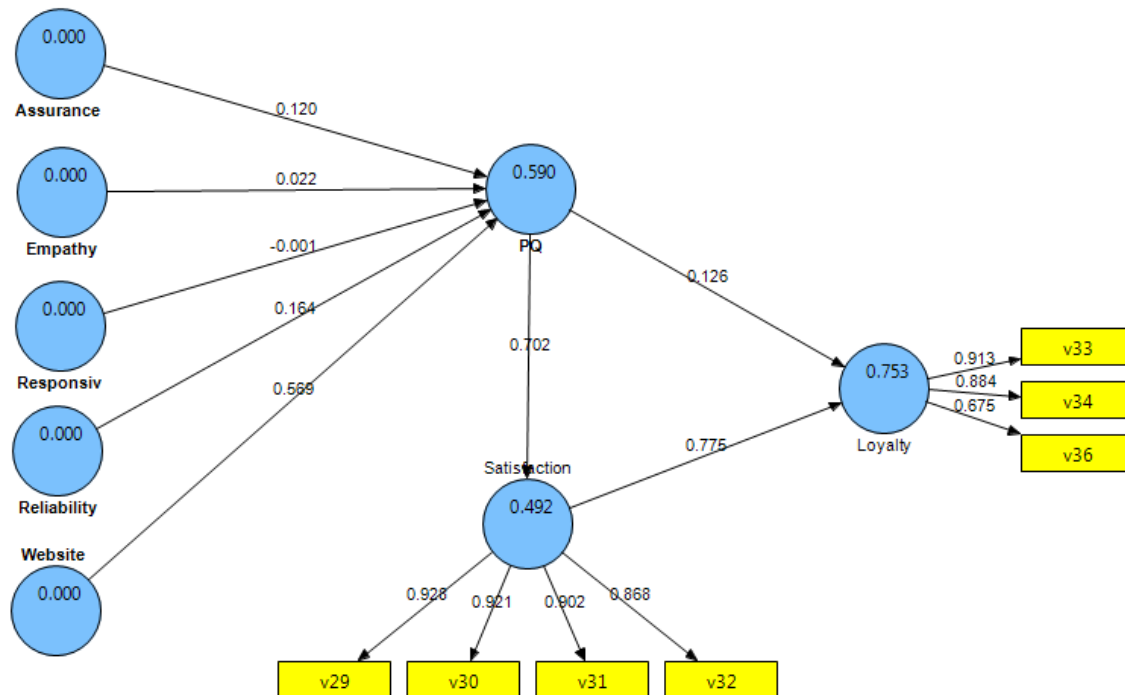 0.000
Assurance
0.120
0.000
Empathy
0.022
0.590
PQ
-0.001
0.000
Responsiv
0.164
0.126
0.702
0.569
0.000
Reliability
0.753
Loyalty
0.913
v33
0.884
v34
0.675
v36
0.775
Satisfaction
0.492
Website
0.000
0.928
0.921
0.902
0.868
v29
v30
v31
v32